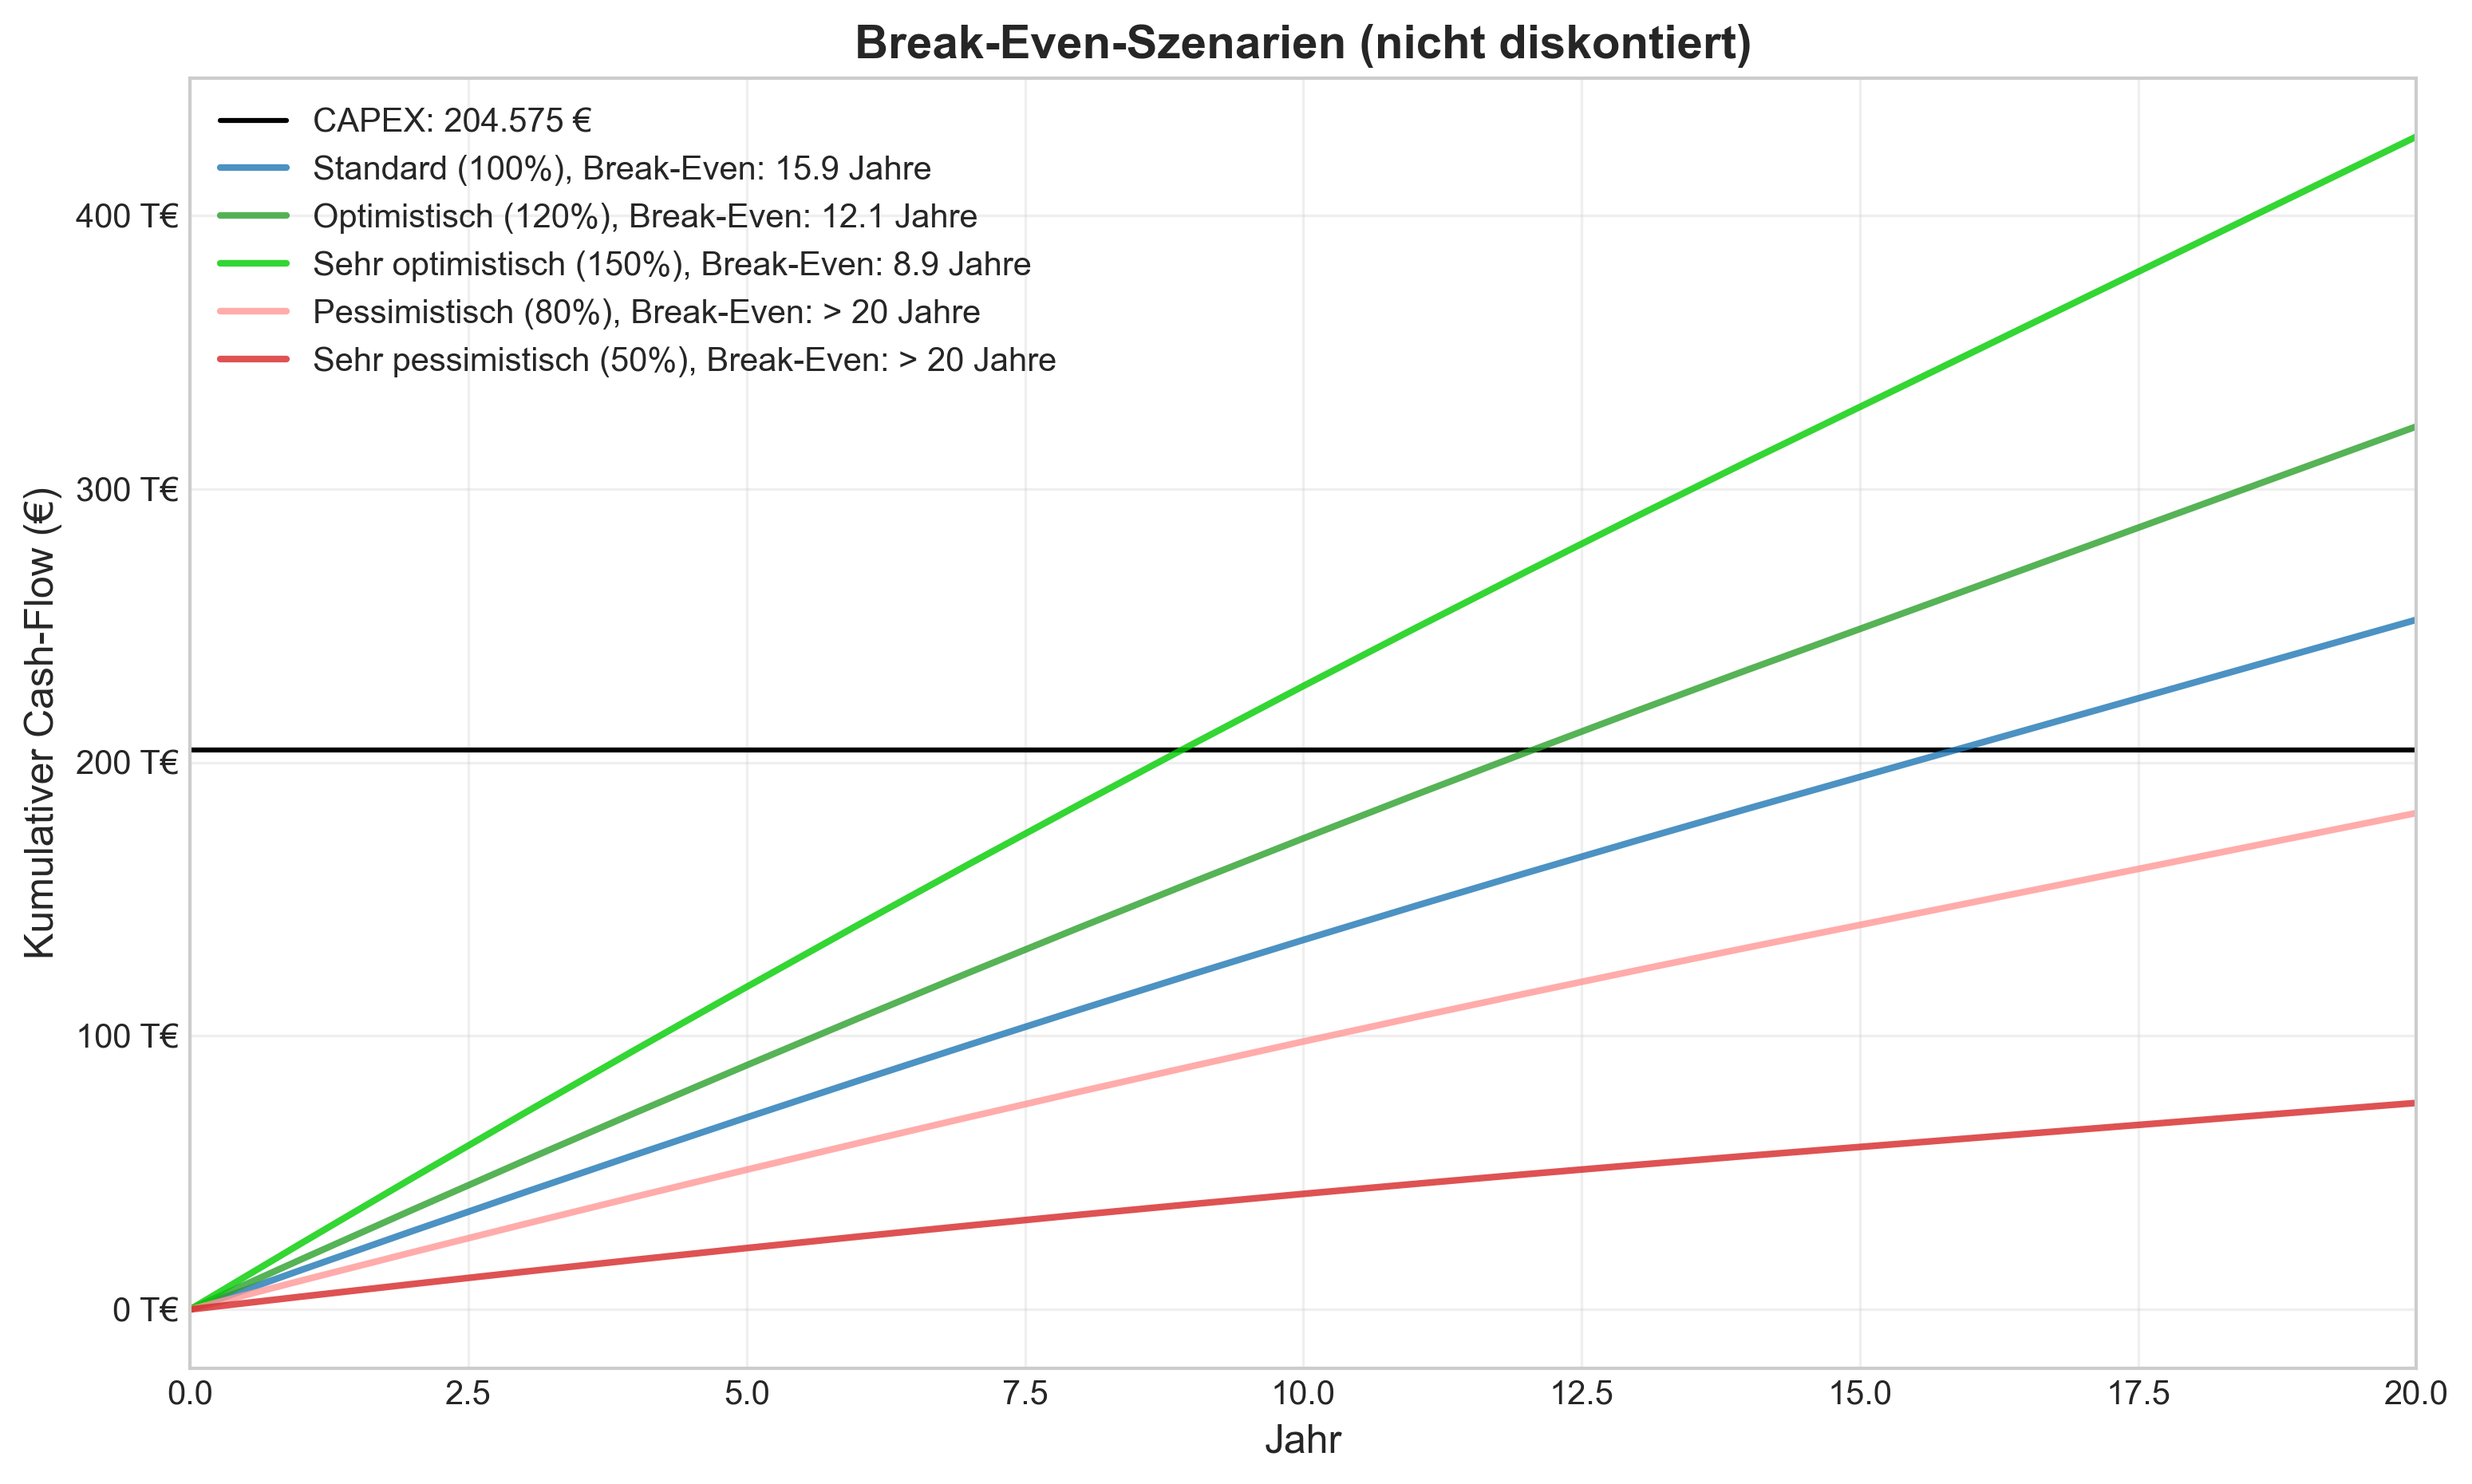 Break-Even-Szenarien (nicht diskontiert)
CAPEX: 204.575 €
Standard (100%), Break-Even: 15.9 Jahre
Optimistisch (120%), Break-Even: 12.1 Jahre
Sehr optimistisch (150%), Break-Even: 8.9 Jahre
Pessimistisch (80%), Break-Even: > 20 Jahre
Sehr pessimistisch (50%), Break-Even: > 20 Jahre
Kumulativer Cash-Flow (€)
400 T€
300 T€
200 T€
100 T€
0 T€
0.0 2.5 5.0 7.5 10.0 12.5 15.0 17.5 20.0
Jahr